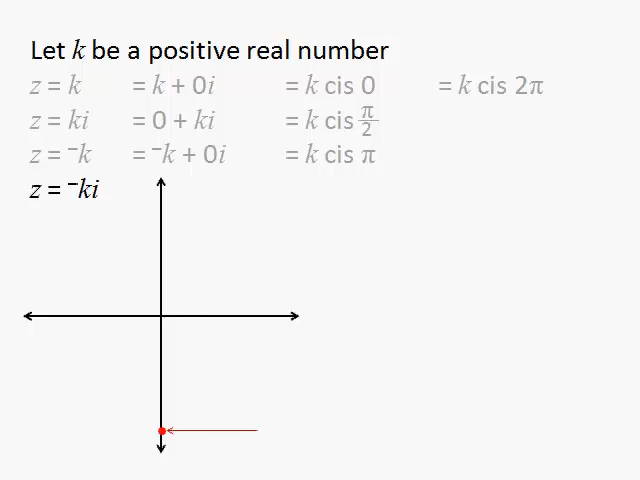 Let k be a positive real number
z = k = k + 0i = k cis 0 = k cis 2π
z = ki = 0 + ki = k cis π/2
z = ⁻k = ⁻k + 0i = k cis π
z = ⁻ki